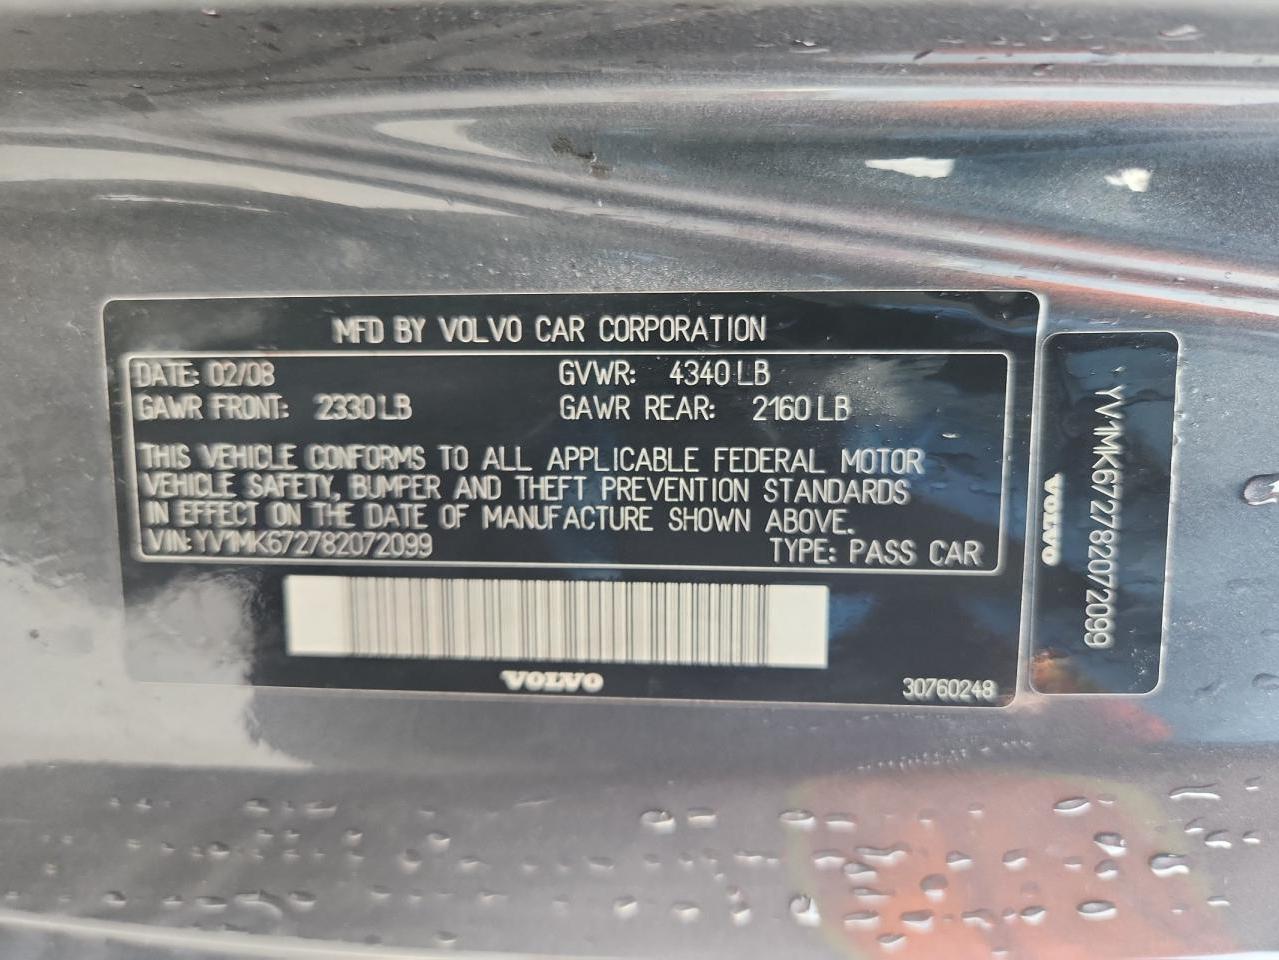 MFD BY VOLVO CAR CORPORATION
DATE: 02/08 GVWR: 4340 LB
GAWR FRONT: 2330 LB GAWR REAR: 2160 LB
THIS VEHICLE CONFORMS TO ALL APPLICABLE FEDERAL MOTOR
VEHICLE SAFETY, BUMPER AND THEFT PREVENTION STANDARDS
IN EFFECT ON THE DATE OF MANUFACTURE SHOWN ABOVE.
VIN: YV1MK672782072099 TYPE: PASS CAR
VOLVO
30760248
YV1MK672782072099
VOLVO